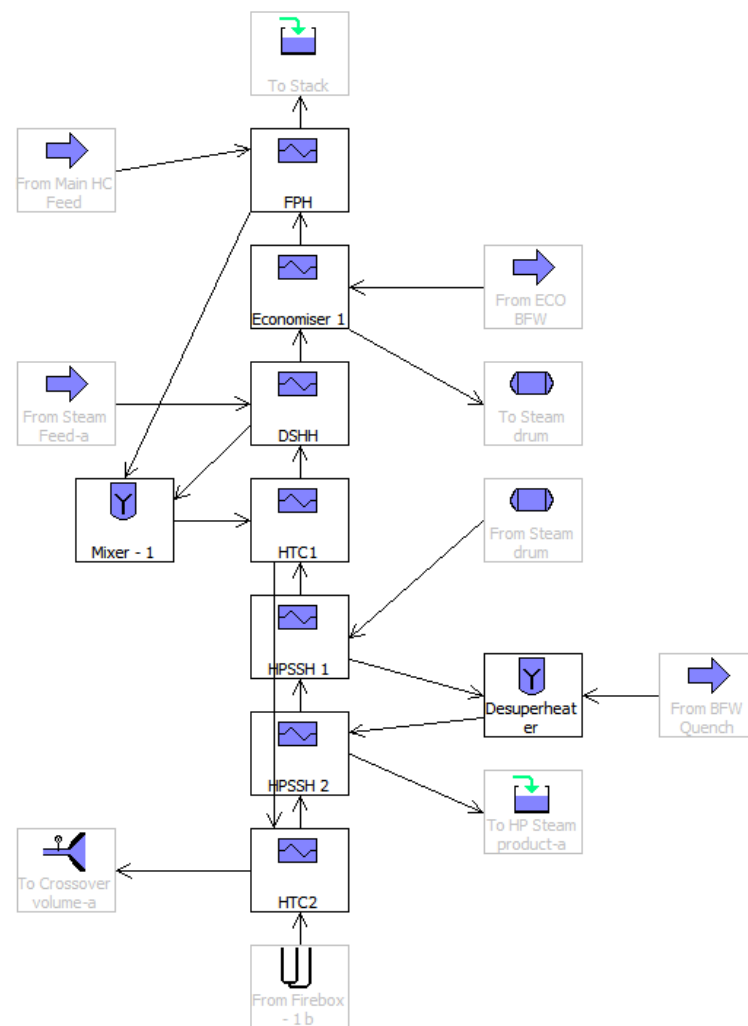 To Stack
From Main HC
Feed
FPH
Economiser 1
From ECO
BFW
From Steam
Feed-a
DSHH
To Steam
drum
Mixer - 1
HTC1
From Steam
drum
HPSSH 1
Desuperheat
er
From BFW
Quench
HPSSH 2
To HP Steam
product-a
To Crossover
volume-a
HTC2
From Firebox
- 1b